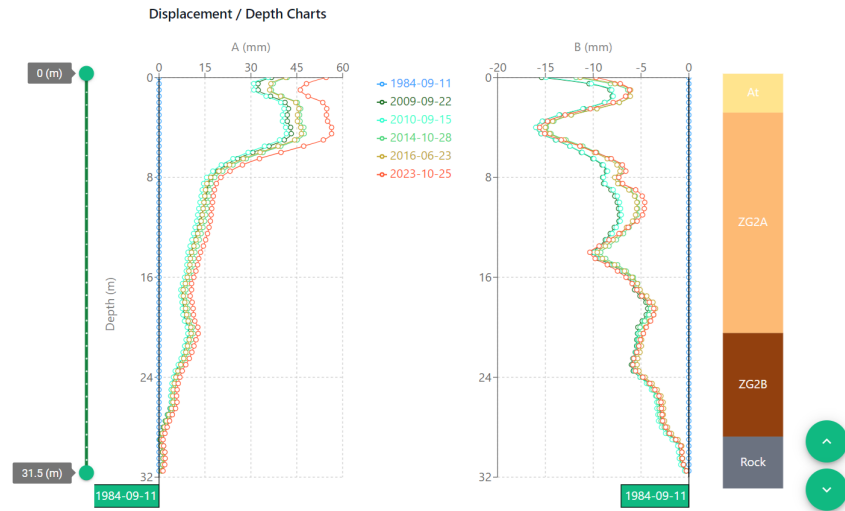 Displacement / Depth Charts
A (mm)
0 15 30 45 60
0
8
16
24
32
Depth (m)
0 (m)
31.5 (m)
1984-09-11
1984-09-11
2009-09-22
2010-09-15
2014-10-28
2016-06-23
2023-10-25
B (mm)
-20 -15 -10 -5 0
0
8
16
24
32
1984-09-11
At
ZG2A
ZG2B
Rock